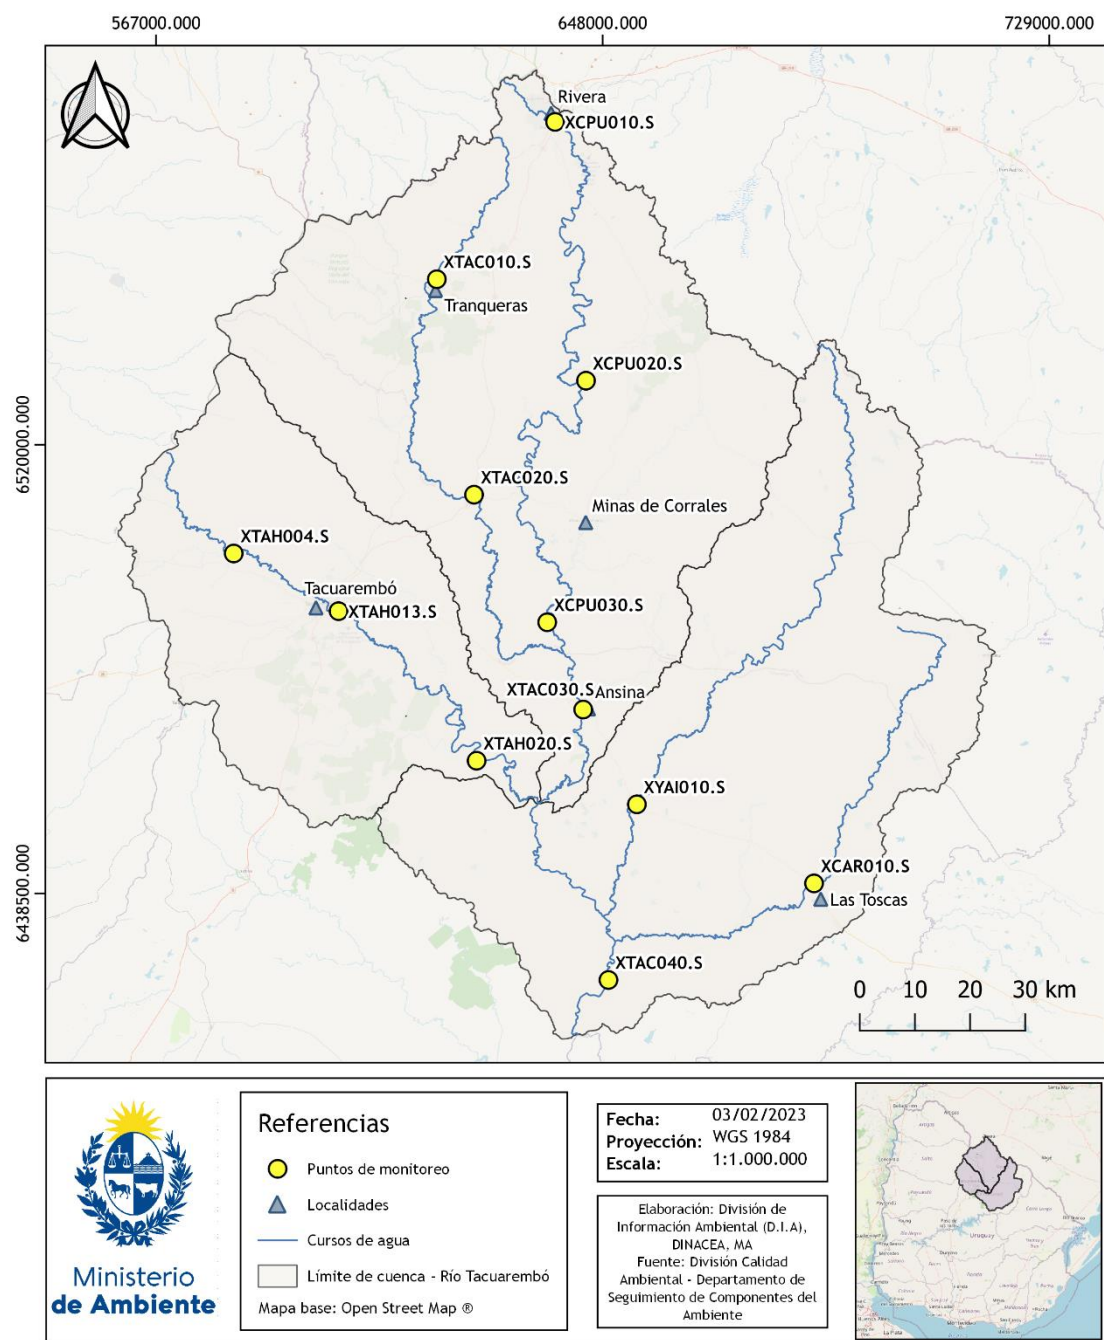 567000.000
648000.000
729000.000
6520000.000
6438500.000
Rivera
XCPU010.S
XTAC010.S
Tranqueras
XCPU020.S
XTAC020.S
Minas de Corrales
XTAH004.S
Tacuarembó
XTAH013.S
XCPU030.S
XTAC030.S
Ansina
XTAH020.S
XYAI010.S
XCAR010.S
Las Toscas
XTAC040.S
0 10 20 30 km
Ministerio
de Ambiente
Referencias
Puntos de monitoreo
Localidades
Cursos de agua
Límite de cuenca - Río Tacuarembó
Mapa base: Open Street Map ®
Fecha: 03/02/2023
Proyección: WGS 1984
Escala: 1:1.000.000
Elaboración: División de
Información Ambiental (D.I.A),
DINACEA, MA
Fuente: División Calidad
Ambiental - Departamento de
Seguimiento de Componentes del
Ambiente
Uruguay